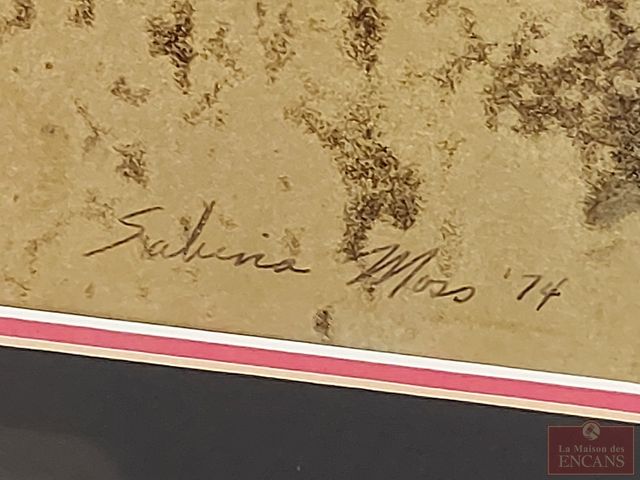 Sabina Moss '74
La Maison des
ENCANS